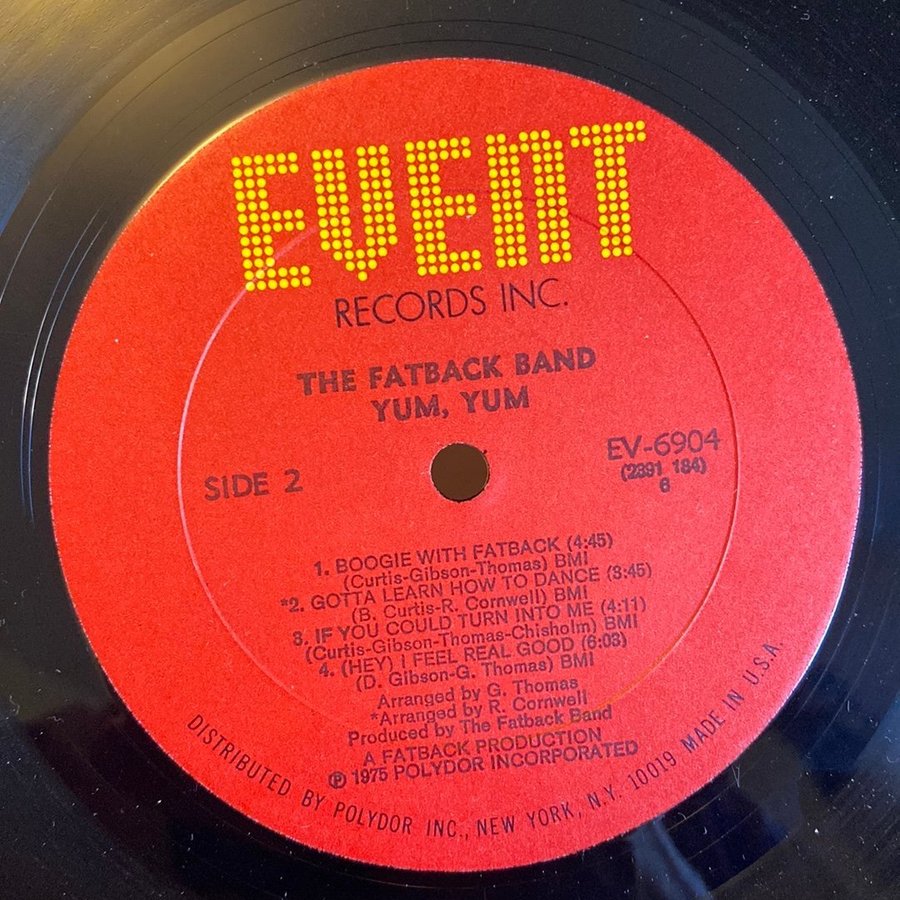 EVENT
RECORDS INC.
THE FATBACK BAND
YUM, YUM
SIDE 2
EV-6904
(2391 184)
6
1. BOOGIE WITH FATBACK (4:45)
(Curtis-Gibson-Thomas) BMI
*2. GOTTA LEARN HOW TO DANCE (3:45)
(B. Curtis-R. Cornwell) BMI
3. IF YOU COULD TURN INTO ME (4:11)
(Curtis-Gibson-Thomas-Chisholm) BMI
4. (HEY) I FEEL REAL GOOD (6:03)
(D. Gibson-G. Thomas) BMI
Arranged by G. Thomas
*Arranged by R. Cornwell
Produced by The Fatback Band
A FATBACK PRODUCTION
℗ 1975 POLYDOR INCORPORATED
DISTRIBUTED BY POLYDOR INC., NEW YORK, N.Y. 10019 MADE IN U.S.A.